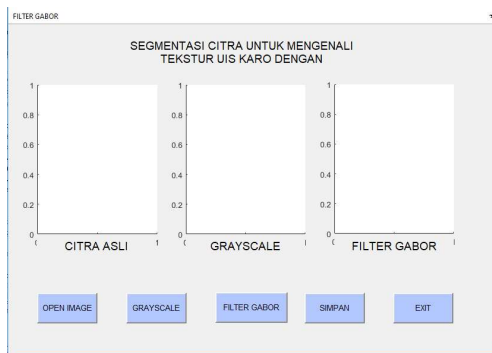 FILTER GABOR
SEGMENTASI CITRA UNTUK MENGENALI
TEKSTUR UIS KARO DENGAN
1
0.8
0.6
0.4
0.2
0
1
CITRA ASLI
1
0.8
0.6
0.4
0.2
0
GRAYSCALE
1
0.8
0.6
0.4
0.2
0
FILTER GABOR
OPEN IMAGE
GRAYSCALE
FILTER GABOR
SIMPAN
EXIT